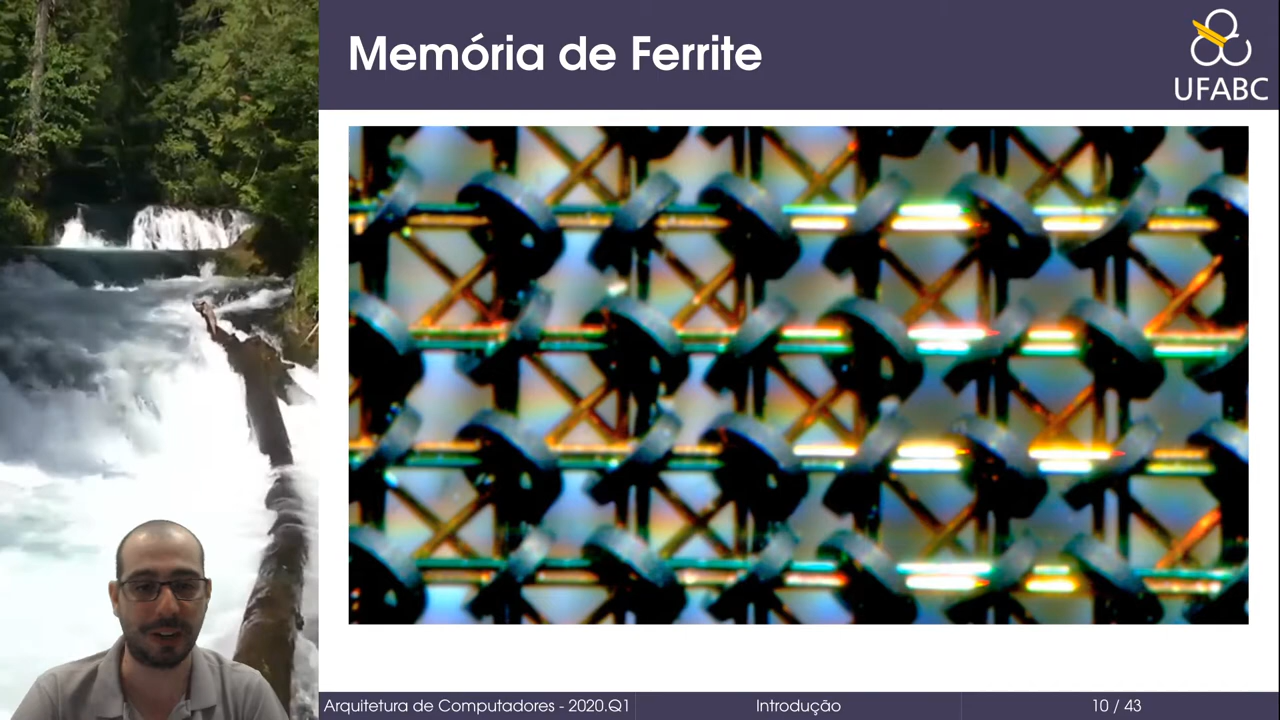 Memória de Ferrite
UFABC
Arquitetura de Computadores - 2020.Q1
Introdução
10 / 43